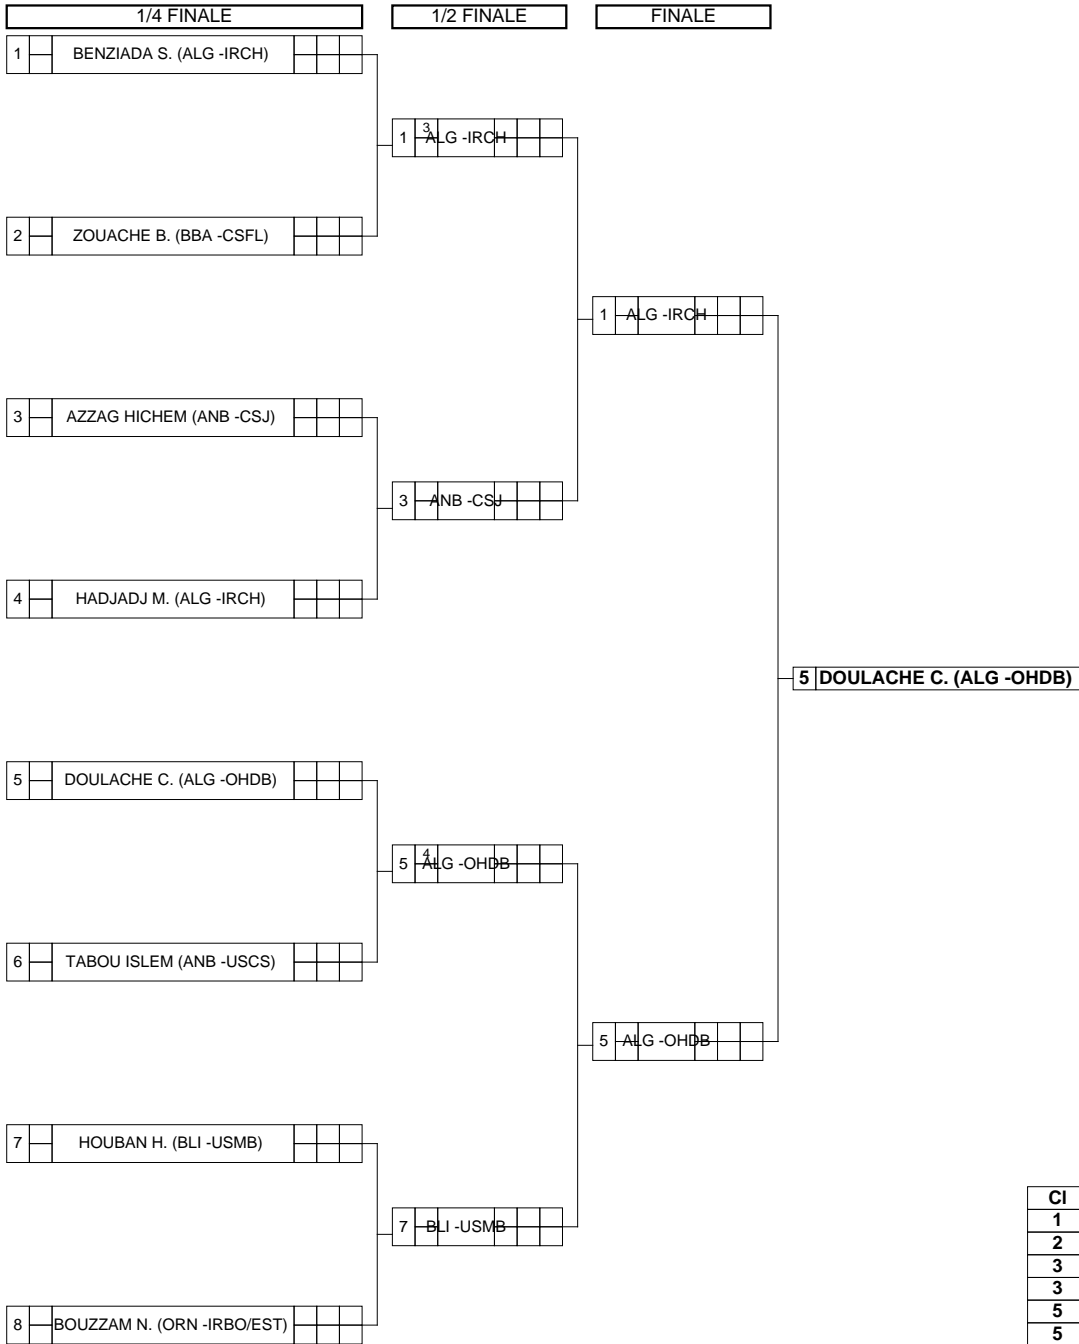 1/4 FINALE
1/2 FINALE
FINALE
1 BENZIADA S. (ALG -IRCH)
2 ZOUACHE B. (BBA -CSFL)
3 AZZAG HICHEM (ANB -CSJ)
4 HADJADJ M. (ALG -IRCH)
5 DOULACHE C. (ALG -OHDB)
6 TABOU ISLEM (ANB -USCS)
7 HOUBAN H. (BLI -USMB)
8 BOUZZAM N. (ORN -IRBO/EST)
1 3 ALG -IRCH
3 ANB -CSJ
5 4 ALG -OHDB
7 BLI -USMB
1 ALG -IRCH
5 ALG -OHDB
5 DOULACHE C. (ALG -OHDB)
Cl
1
2
3
3
5
5